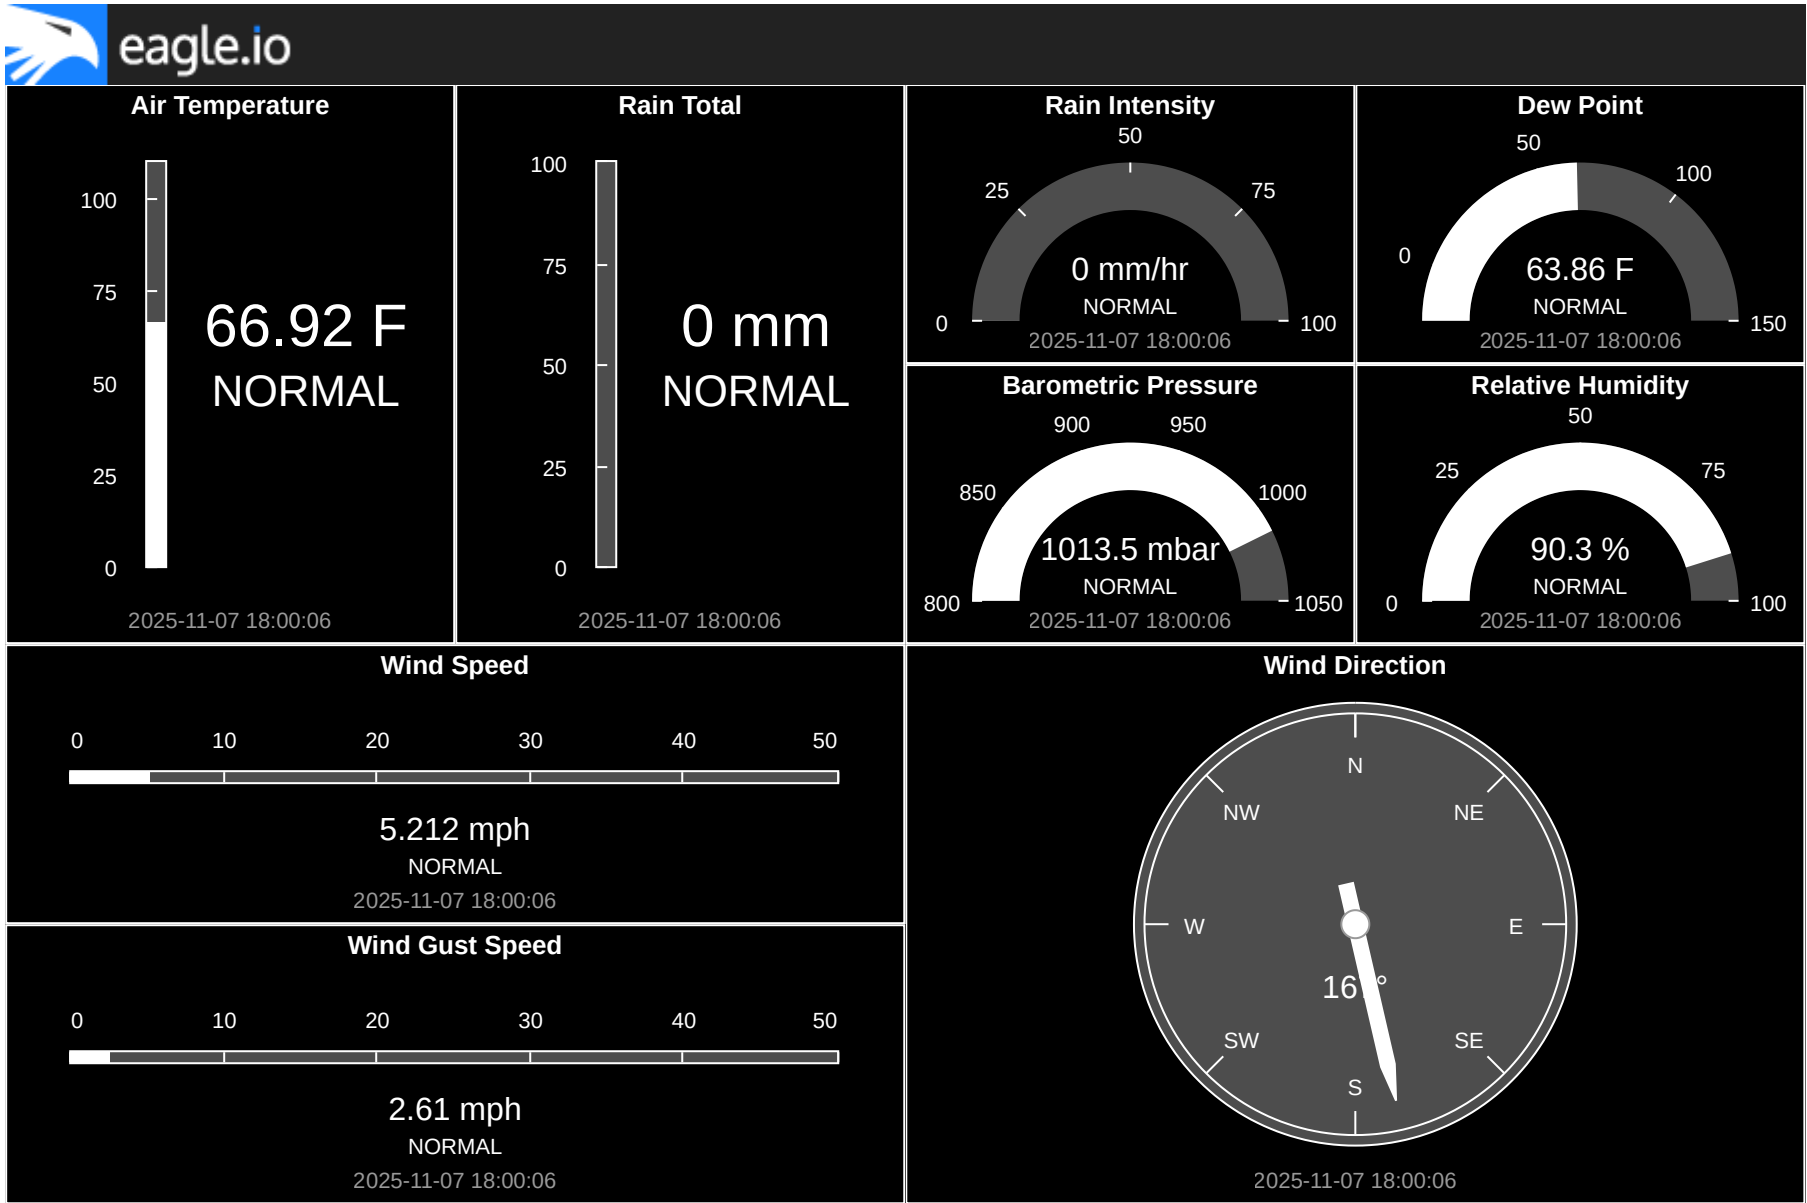 eagle.io
Air Temperature
100
75
50
25
0
66.92 F
NORMAL
2025-11-07 18:00:06
Rain Total
100
75
50
25
0
0 mm
NORMAL
2025-11-07 18:00:06
Rain Intensity
50
25
75
0
100
0 mm/hr
NORMAL
2025-11-07 18:00:06
Dew Point
50
100
0
150
63.86 F
NORMAL
2025-11-07 18:00:06
Barometric Pressure
900
950
850
1000
800
1050
1013.5 mbar
NORMAL
2025-11-07 18:00:06
Relative Humidity
50
25
75
0
100
90.3 %
NORMAL
2025-11-07 18:00:06
Wind Speed
0 10 20 30 40 50
5.212 mph
NORMAL
2025-11-07 18:00:06
Wind Gust Speed
0 10 20 30 40 50
2.61 mph
NORMAL
2025-11-07 18:00:06
Wind Direction
N
NW
NE
W
E
SW
SE
S
2025-11-07 18:00:06